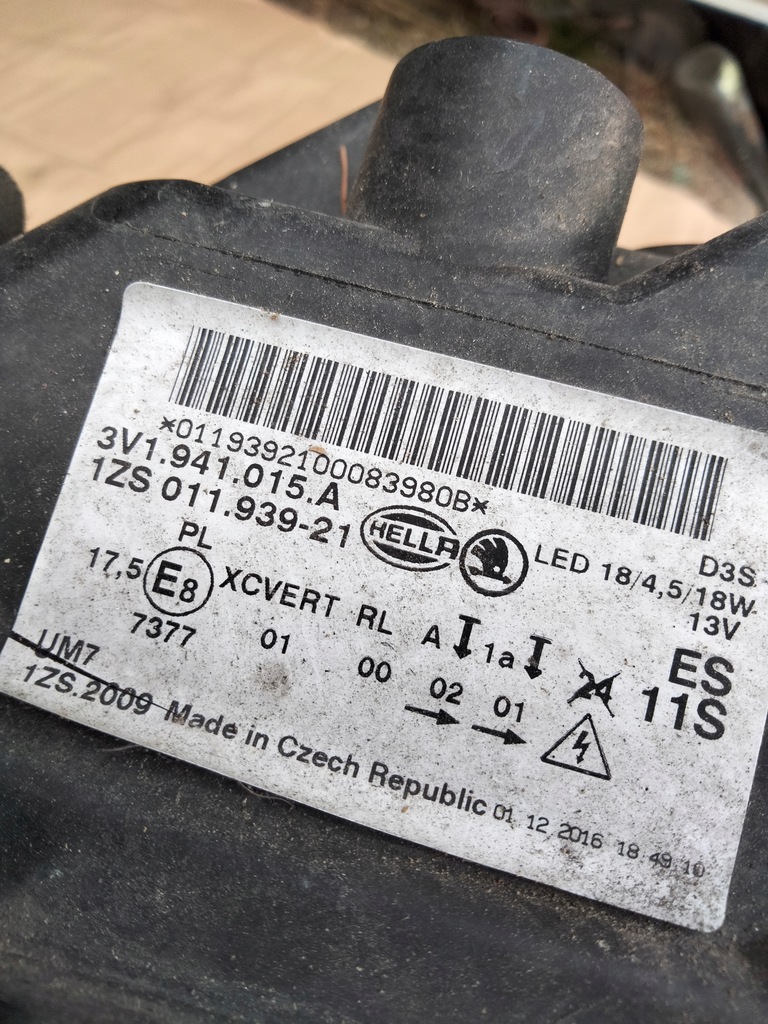 *0119392100083980B*
3V1.941.015.A
1ZS 011.939-21 HELLA LED 18/4,5/18W D3S
13V
PL
17,5 E8 XCVERT RL A 1a 24 ES
7377 01 00 02 01 11S
UM7
1ZS.2009 Made in Czech Republic 01 12 2016 18 49 10